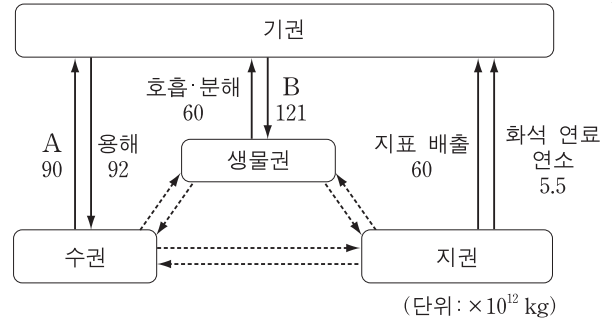 기권
호흡·분해
60
B
121
A
90
용해
92
생물권
지표 배출
60
화석 연료
연소
5.5
수권
지권
(단위: ×10¹² kg)